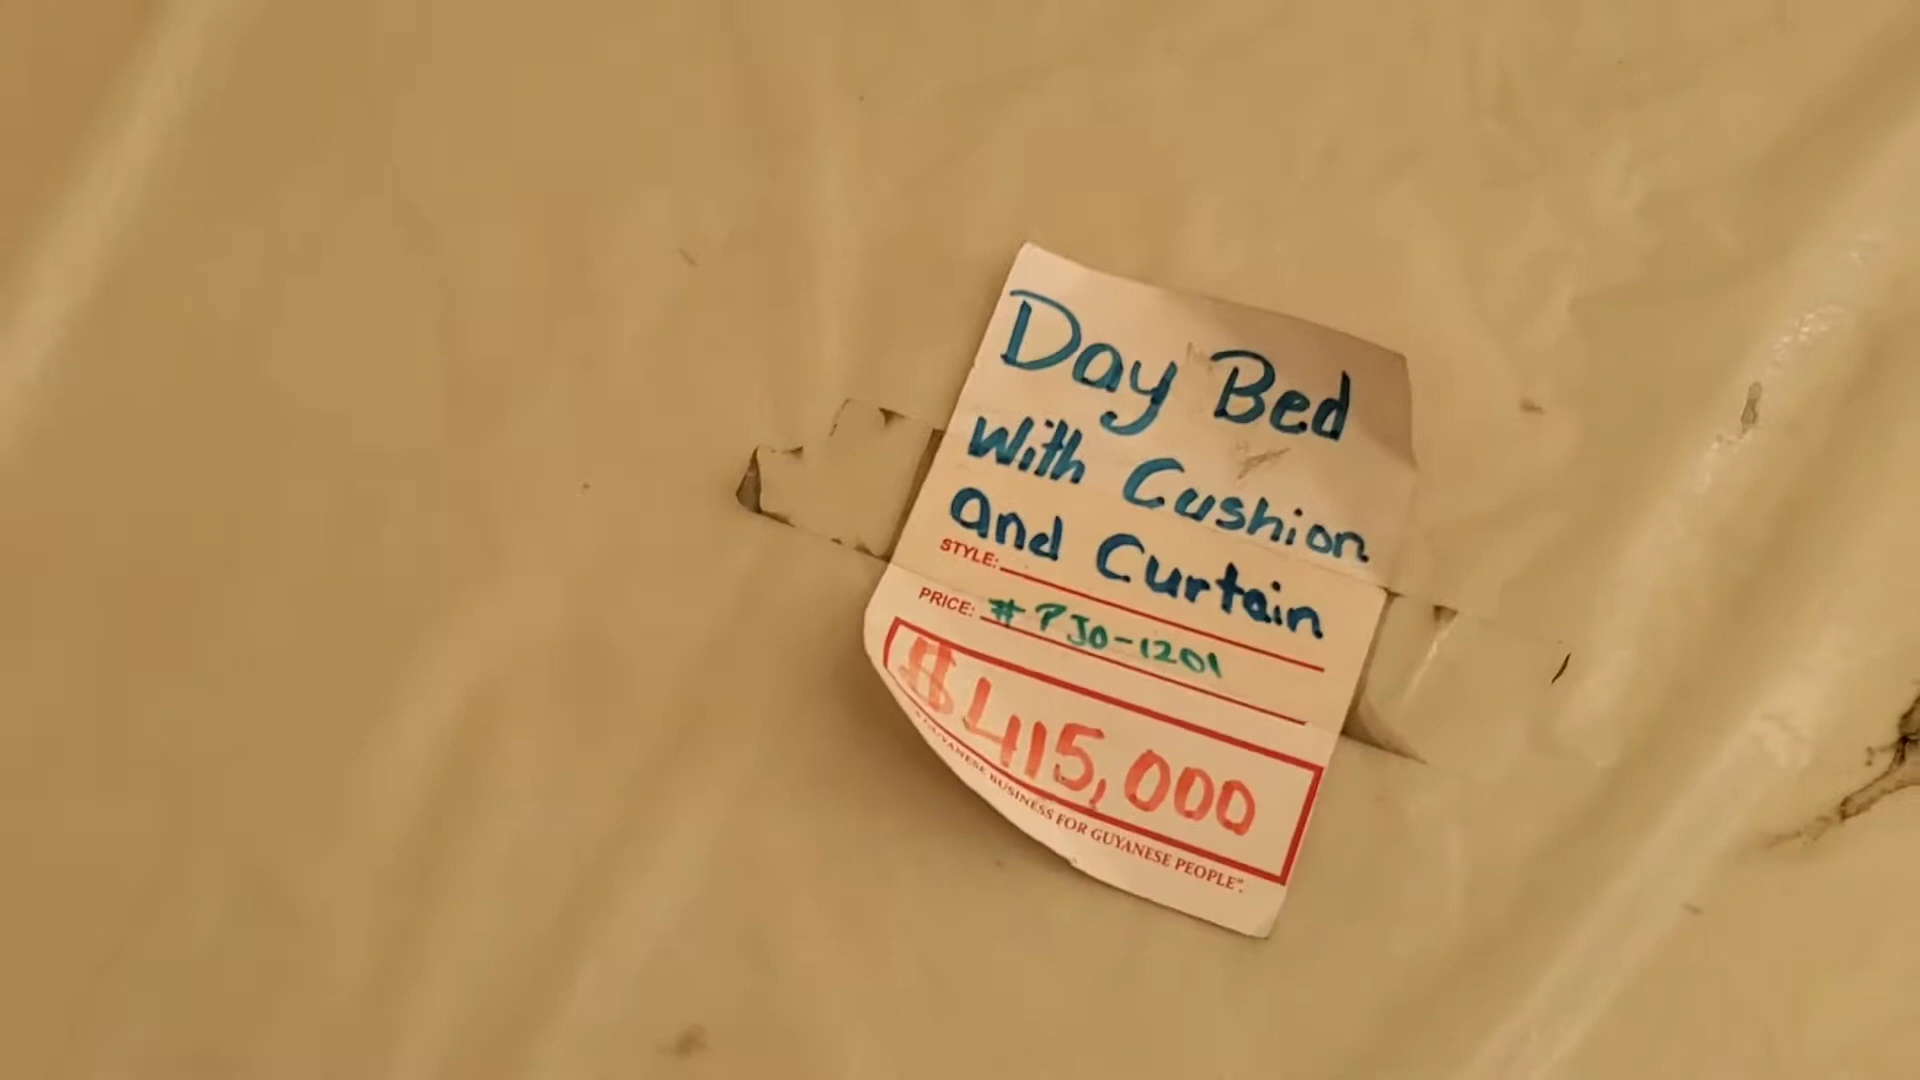 Day Bed
With Cushion
and Curtain
STYLE:
PRICE: # PJO-1201
$415,000
GUYANESE BUSINESS FOR GUYANESE PEOPLE".